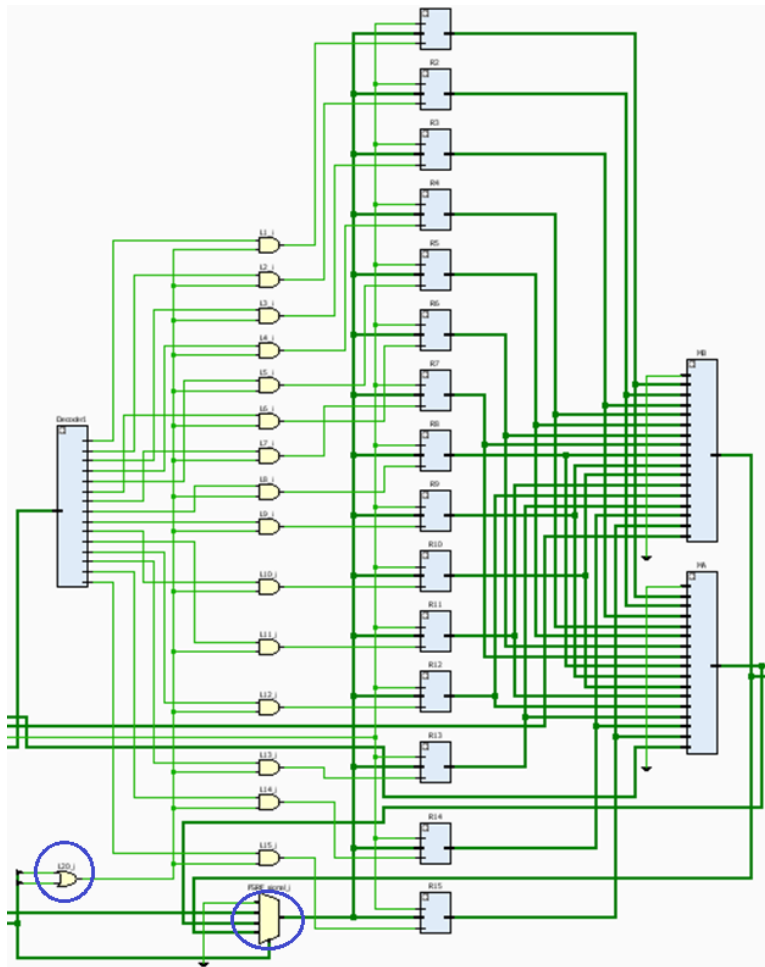 R2
R3
R4
R5
R6
R7
R8
R9
R10
R11
R12
R13
R14
R15
L1_i
L2_i
L3_i
L4_i
L5_i
L6_i
L7_i
L8_i
L9_i
L10_i
L11_i
L12_i
L13_i
L14_i
L15_i
Decoder1
MB
MA
L20_i